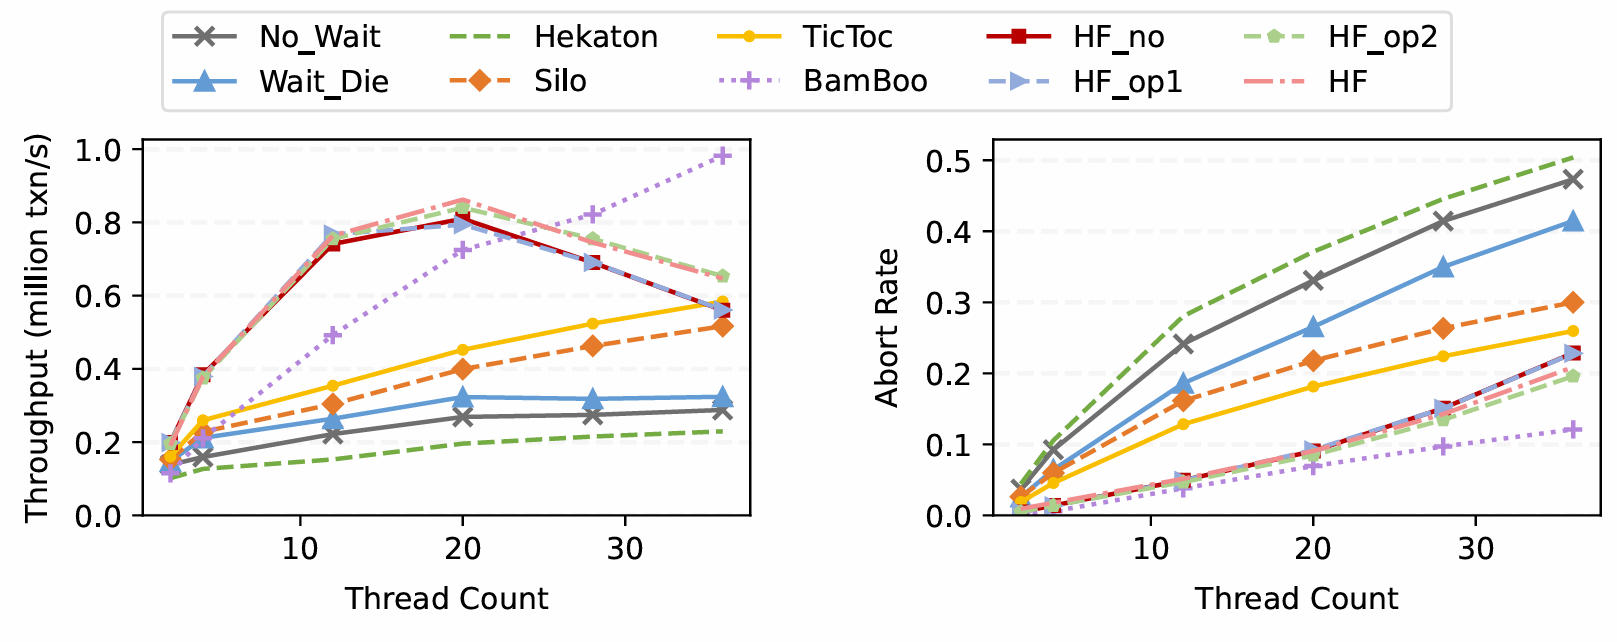 No_Wait Hekaton TicToc HF_no HF_op2
Wait_Die Silo BamBoo HF_op1 HF
Throughput (million txn/s)
1.0
0.8
0.6
0.4
0.2
0.0
10 20 30
Thread Count
Abort Rate
0.5
0.4
0.3
0.2
0.1
0.0
10 20 30
Thread Count